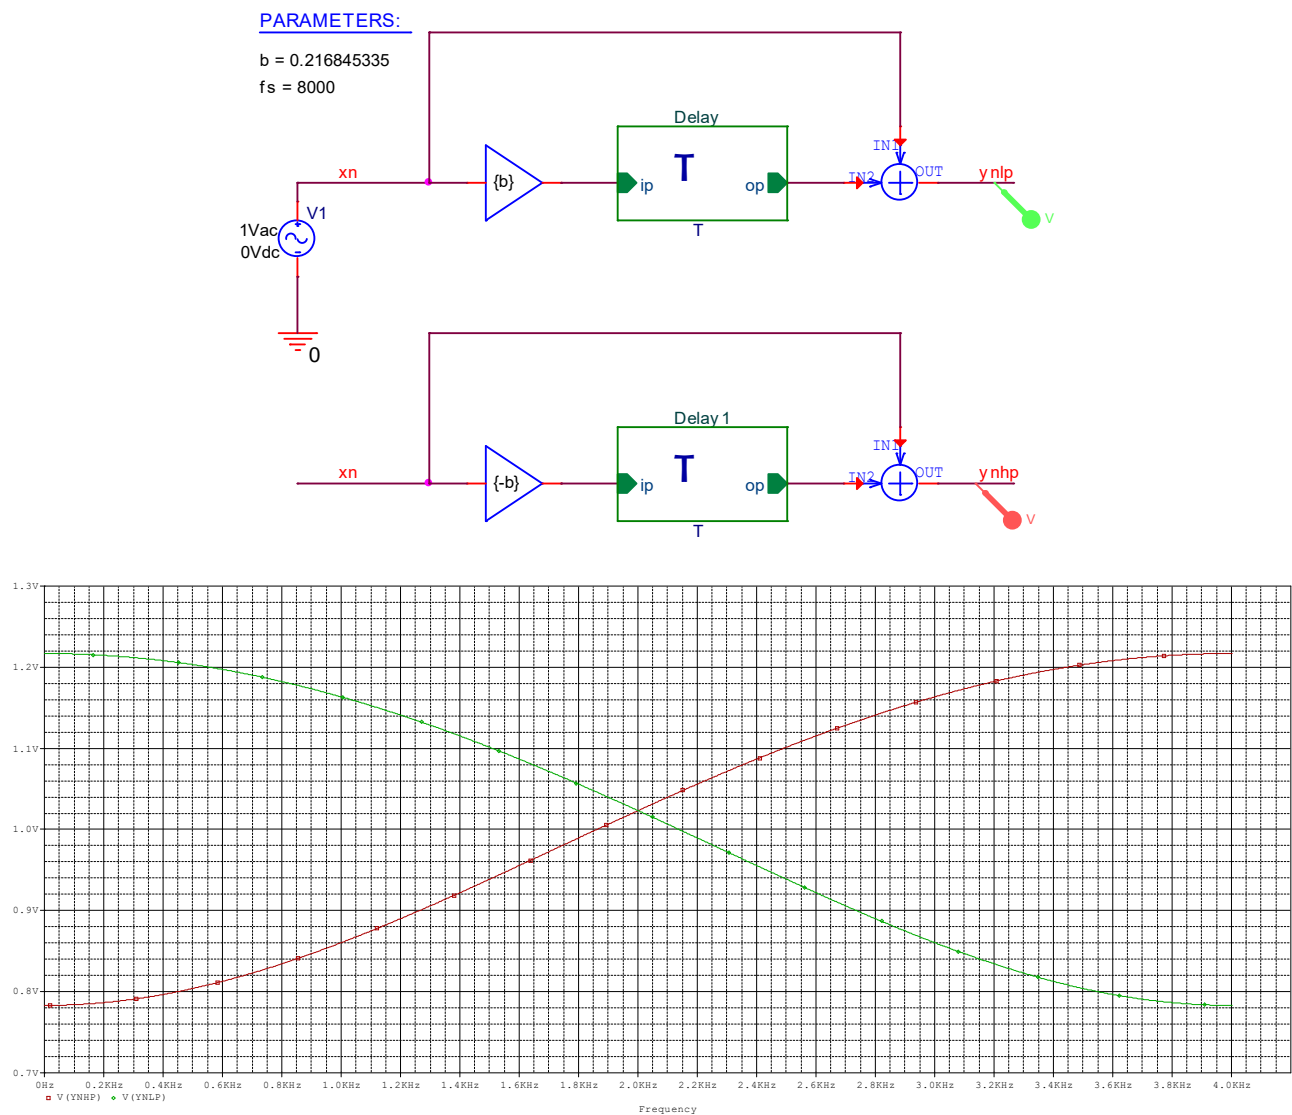 PARAMETERS:
b = 0.216845335
fs = 8000
Delay
IN1
xn
{b}
ip
T
op
IN2
OUT
ynlp
V1
1Vac
0Vdc
T
V
0
Delay1
IN1
xn
{-b}
ip
T
op
IN2
OUT
ynhp
T
V
1.3V
1.2V
1.1V
1.0V
0.9V
0.8V
0.7V
0Hz 0.2KHz 0.4KHz 0.6KHz 0.8KHz 1.0KHz 1.2KHz 1.4KHz 1.6KHz 1.8KHz 2.0KHz 2.2KHz 2.4KHz 2.6KHz 2.8KHz 3.0KHz 3.2KHz 3.4KHz 3.6KHz 3.8KHz 4.0KHz
V(YNHP) V(YNLP)
Frequency